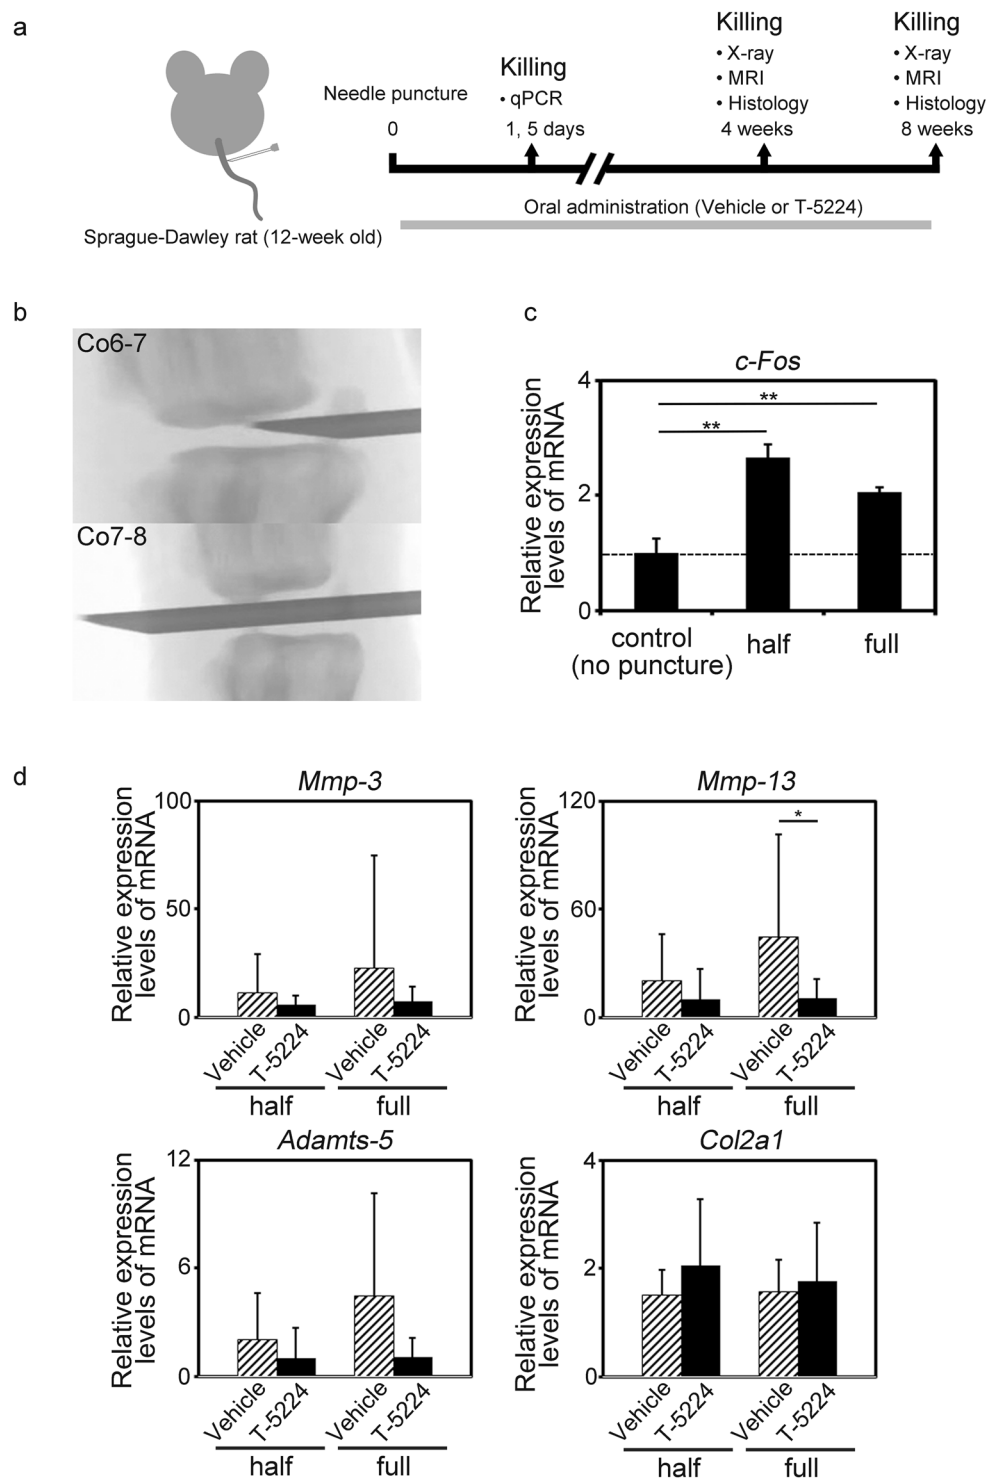 a
Needle puncture
0
Killing
• qPCR
1, 5 days
Killing
• X-ray
• MRI
• Histology
4 weeks
Killing
• X-ray
• MRI
• Histology
8 weeks
Oral administration (Vehicle or T-5224)
Sprague-Dawley rat (12-week old)
b
Co6-7
Co7-8
c
c-Fos
Relative expression
levels of mRNA
4
2
0
**
**
control
(no puncture)
half
full
d
Mmp-3
Relative expression
levels of mRNA
100
50
0
Vehicle
T-5224
Vehicle
T-5224
half
full
Mmp-13
Relative expression
levels of mRNA
120
60
0
*
Vehicle
T-5224
Vehicle
T-5224
half
full
Adamts-5
Relative expression
levels of mRNA
12
6
0
Vehicle
T-5224
Vehicle
T-5224
half
full
Col2a1
Relative expression
levels of mRNA
4
2
0
Vehicle
T-5224
Vehicle
T-5224
half
full